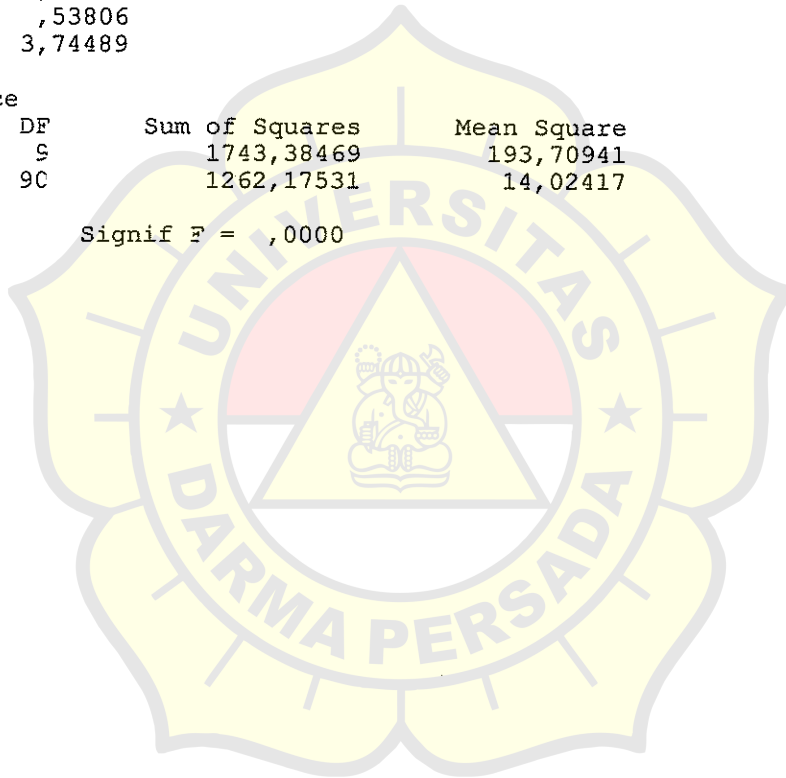 ,53806
3,74489
ce
DF Sum of Squares Mean Square
9 1743,38469 193,70941
90 1262,17531 14,02417
Signif F = ,0000
UNIVERSITAS
DARMA PERSADA